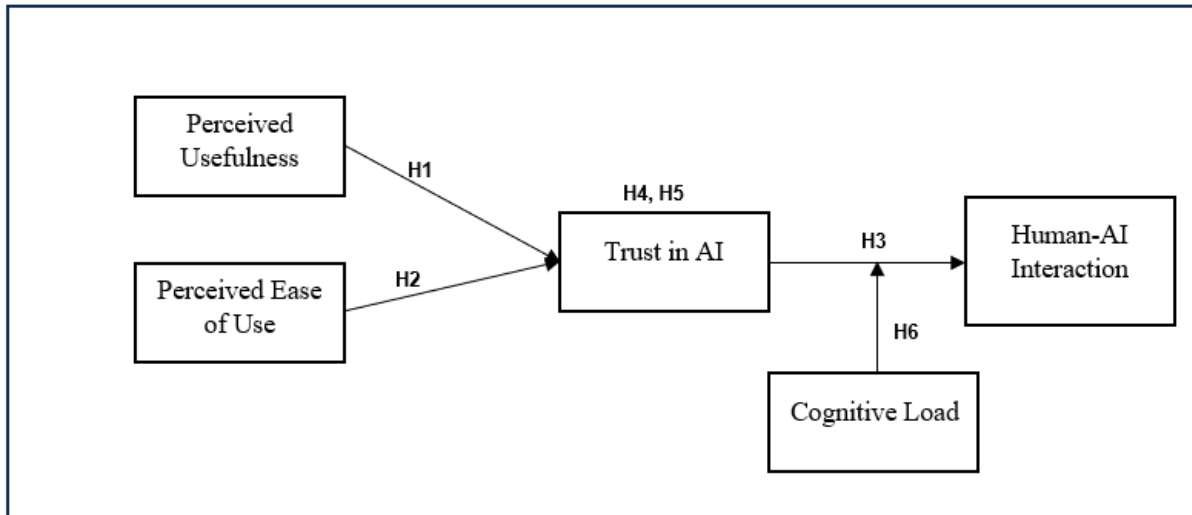 Perceived
Usefulness
H1
H4, H5
Trust in AI
H3
Human-AI
Interaction
Perceived Ease
of Use
H2
H6
Cognitive Load